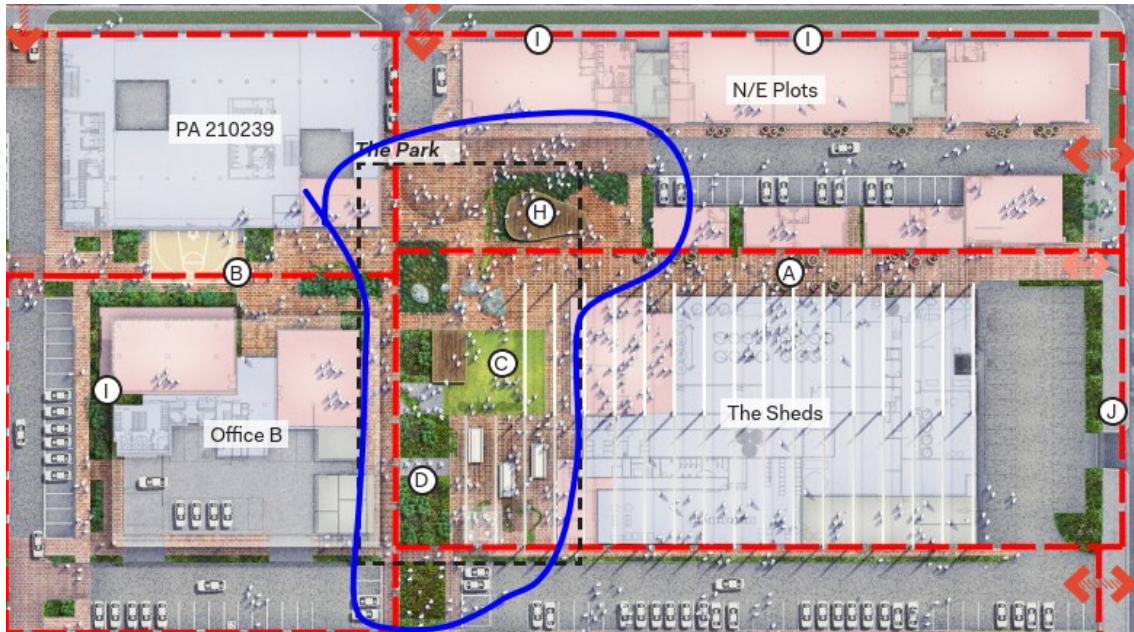 I
I
N/E Plots
PA 210239
The Park
H
B
A
C
I
The Sheds
J
Office B
D